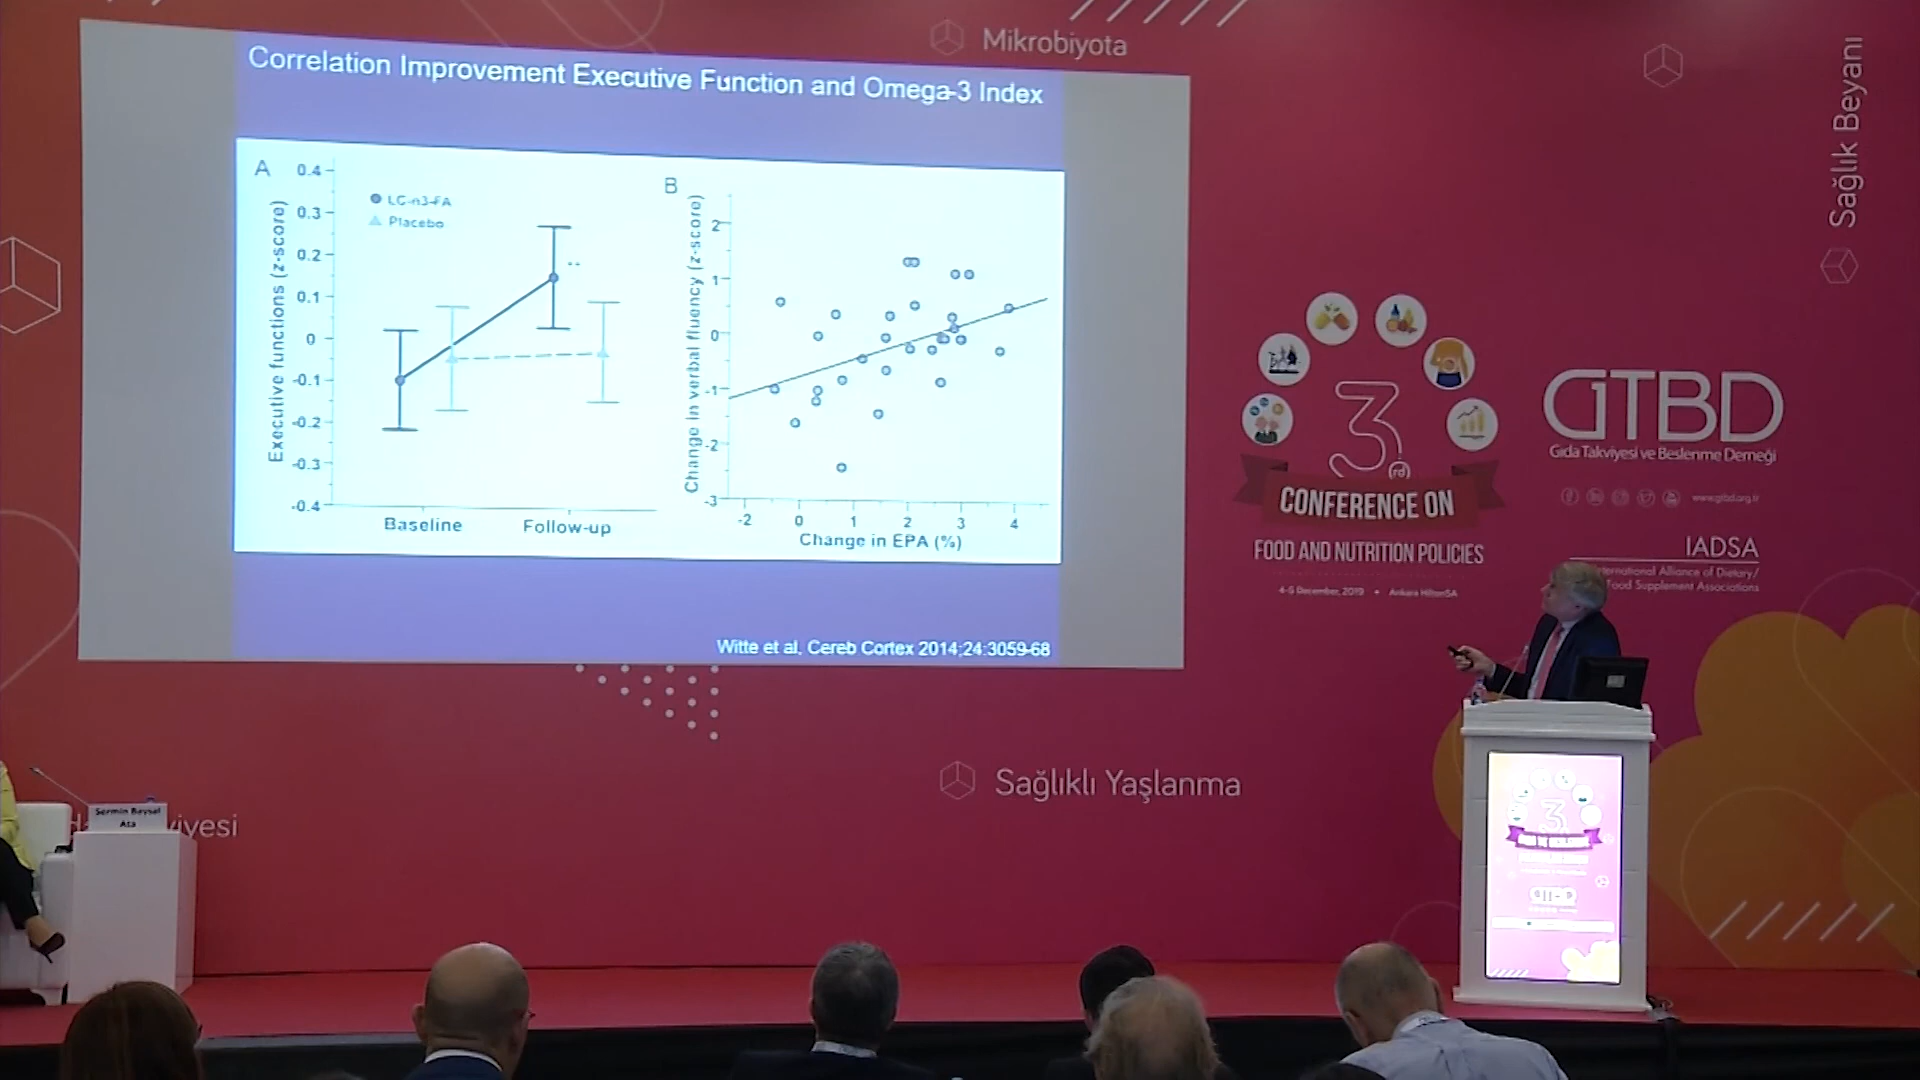 Correlation Improvement Executive Function and Omega-3 Index
A
0.4
0.3
0.2
0.1
0
-0.1
-0.2
-0.3
-0.4
Executive functions (z-score)
LC-n3-FA
Placebo
Baseline
Follow-up
B
2
1
0
-1
-2
-3
Change in verbal fluency (z-score)
-2
0
1
2
3
4
Change in EPA (%)
Witte et al, Cereb Cortex 2014;24:3059-68
Mikrobiyota
Sağlık Beyanı
3
(rd)
CONFERENCE ON
FOOD AND NUTRITION POLICIES
4-5 December, 2019 • Ankara HiltonSA
GTBD
Gıda Takviyesi ve Beslenme Derneği
www.gtbd.org.tr
IADSA
International Alliance of Dietary/
Food Supplement Associations
Sağlıklı Yaşlanma
Sermin Baysal
Ata
viyesi
3